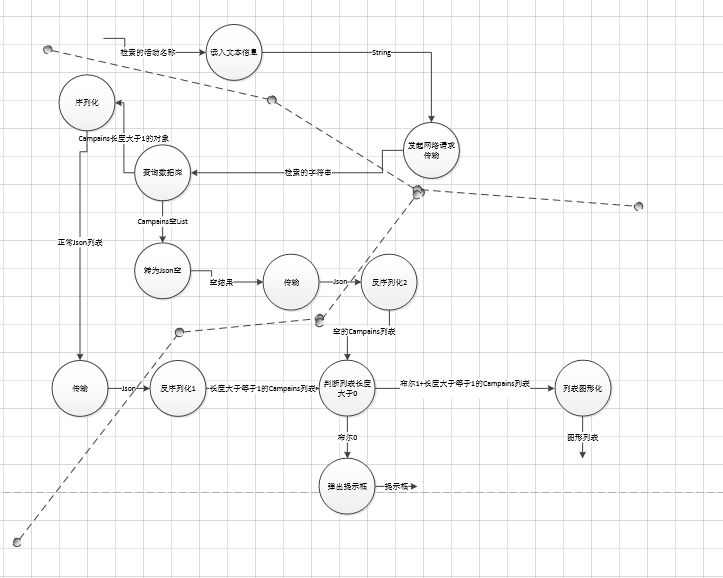 检索的活动名称
读入文本信息
String
序列化
Campains长度大于1的对象
发起网络请求
传输
查询数据库
检索的字符串
Campains空List
正常Json列表
转为Json空
空结果
传输
Json
反序列化2
空的Campains列表
传输
Json
反序列化1
长度大于等于1的Campains列表
判断列表长度
大于0
布尔1+长度大于等于1的Campains列表
列表图形化
布尔0
图形列表
弹出提示框
提示框